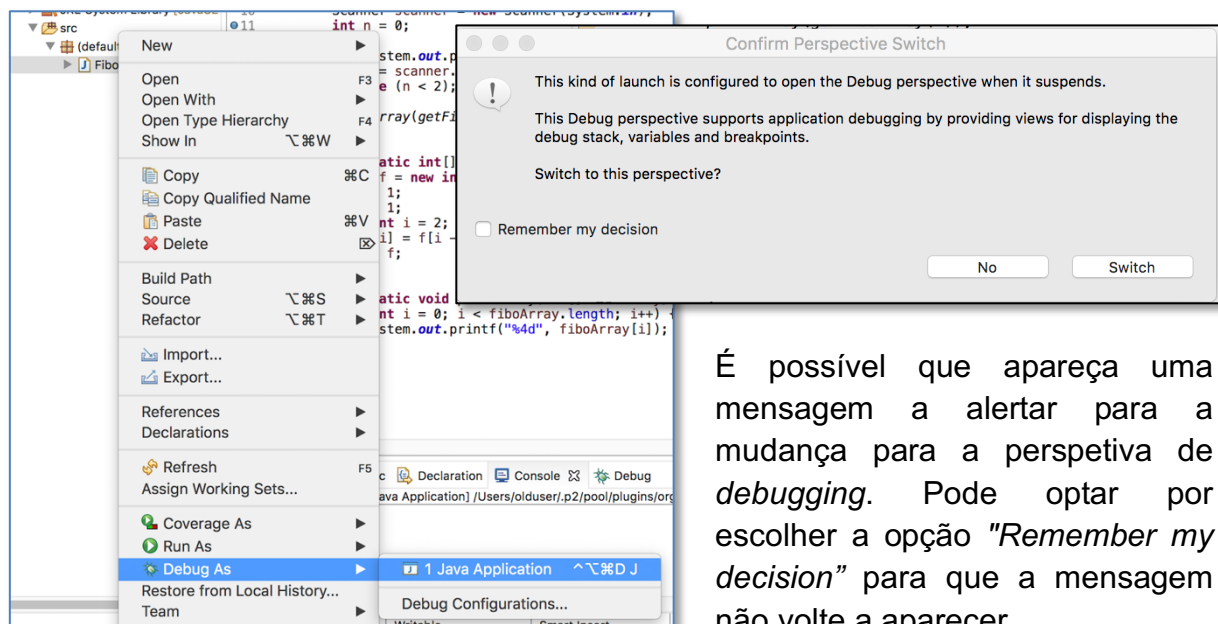 src
11 int n = 0;
New
stem.out.p
Fibo
Open F3
= scanner.
Open With
e (n < 2);
Open Type Hierarchy F4
rray(getFi
Show In ⌥⌘W
atic int[]
Copy ⌘C
f = new in
1;
Copy Qualified Name
1;
Paste ⌘V
nt i = 2;
Delete ⌦
i] = f[i -
f;
Build Path
Source ⌥⌘S
atic void
Refactor ⌥⌘T
nt i = 0; i < fiboArray.length; i++) {
stem.out.printf("%4d", fiboArray[i]);
Import...
Export...
References
Declarations
Refresh F5
Assign Working Sets...
Coverage As
Run As
Debug As
Restore from Local History...
Team
c Declaration Console Debug
ava Application] /Users/olduser/.p2/pool/plugins/org
1 Java Application ^⌥⌘D J
Debug Configurations...
Writable Smart Insert
Confirm Perspective Switch
This kind of launch is configured to open the Debug perspective when it suspends.
This Debug perspective supports application debugging by providing views for displaying the
debug stack, variables and breakpoints.
Switch to this perspective?
Remember my decision
No Switch
É possível que apareça uma
mensagem a alertar para a
mudança para a perspetiva de
debugging. Pode optar por
escolher a opção "Remember my
decision” para que a mensagem
não volte a aparecer